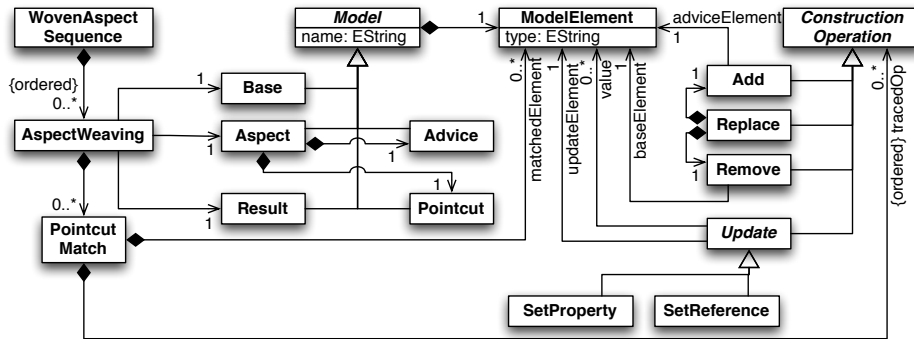 WovenAspect
Sequence
Model
name: EString
1
ModelElement
type: EString
adviceElement
1
Construction
Operation
{ordered}
0..*
1
Base
AspectWeaving
1
Aspect
1
Advice
1
Result
1
Pointcut
0..*
Pointcut
Match
0..*
matchedElement
1
updateElement
0..*
value
1
baseElement
1
Add
Replace
1
Remove
Update
SetProperty
SetReference
0..*
{ordered} tracedOp